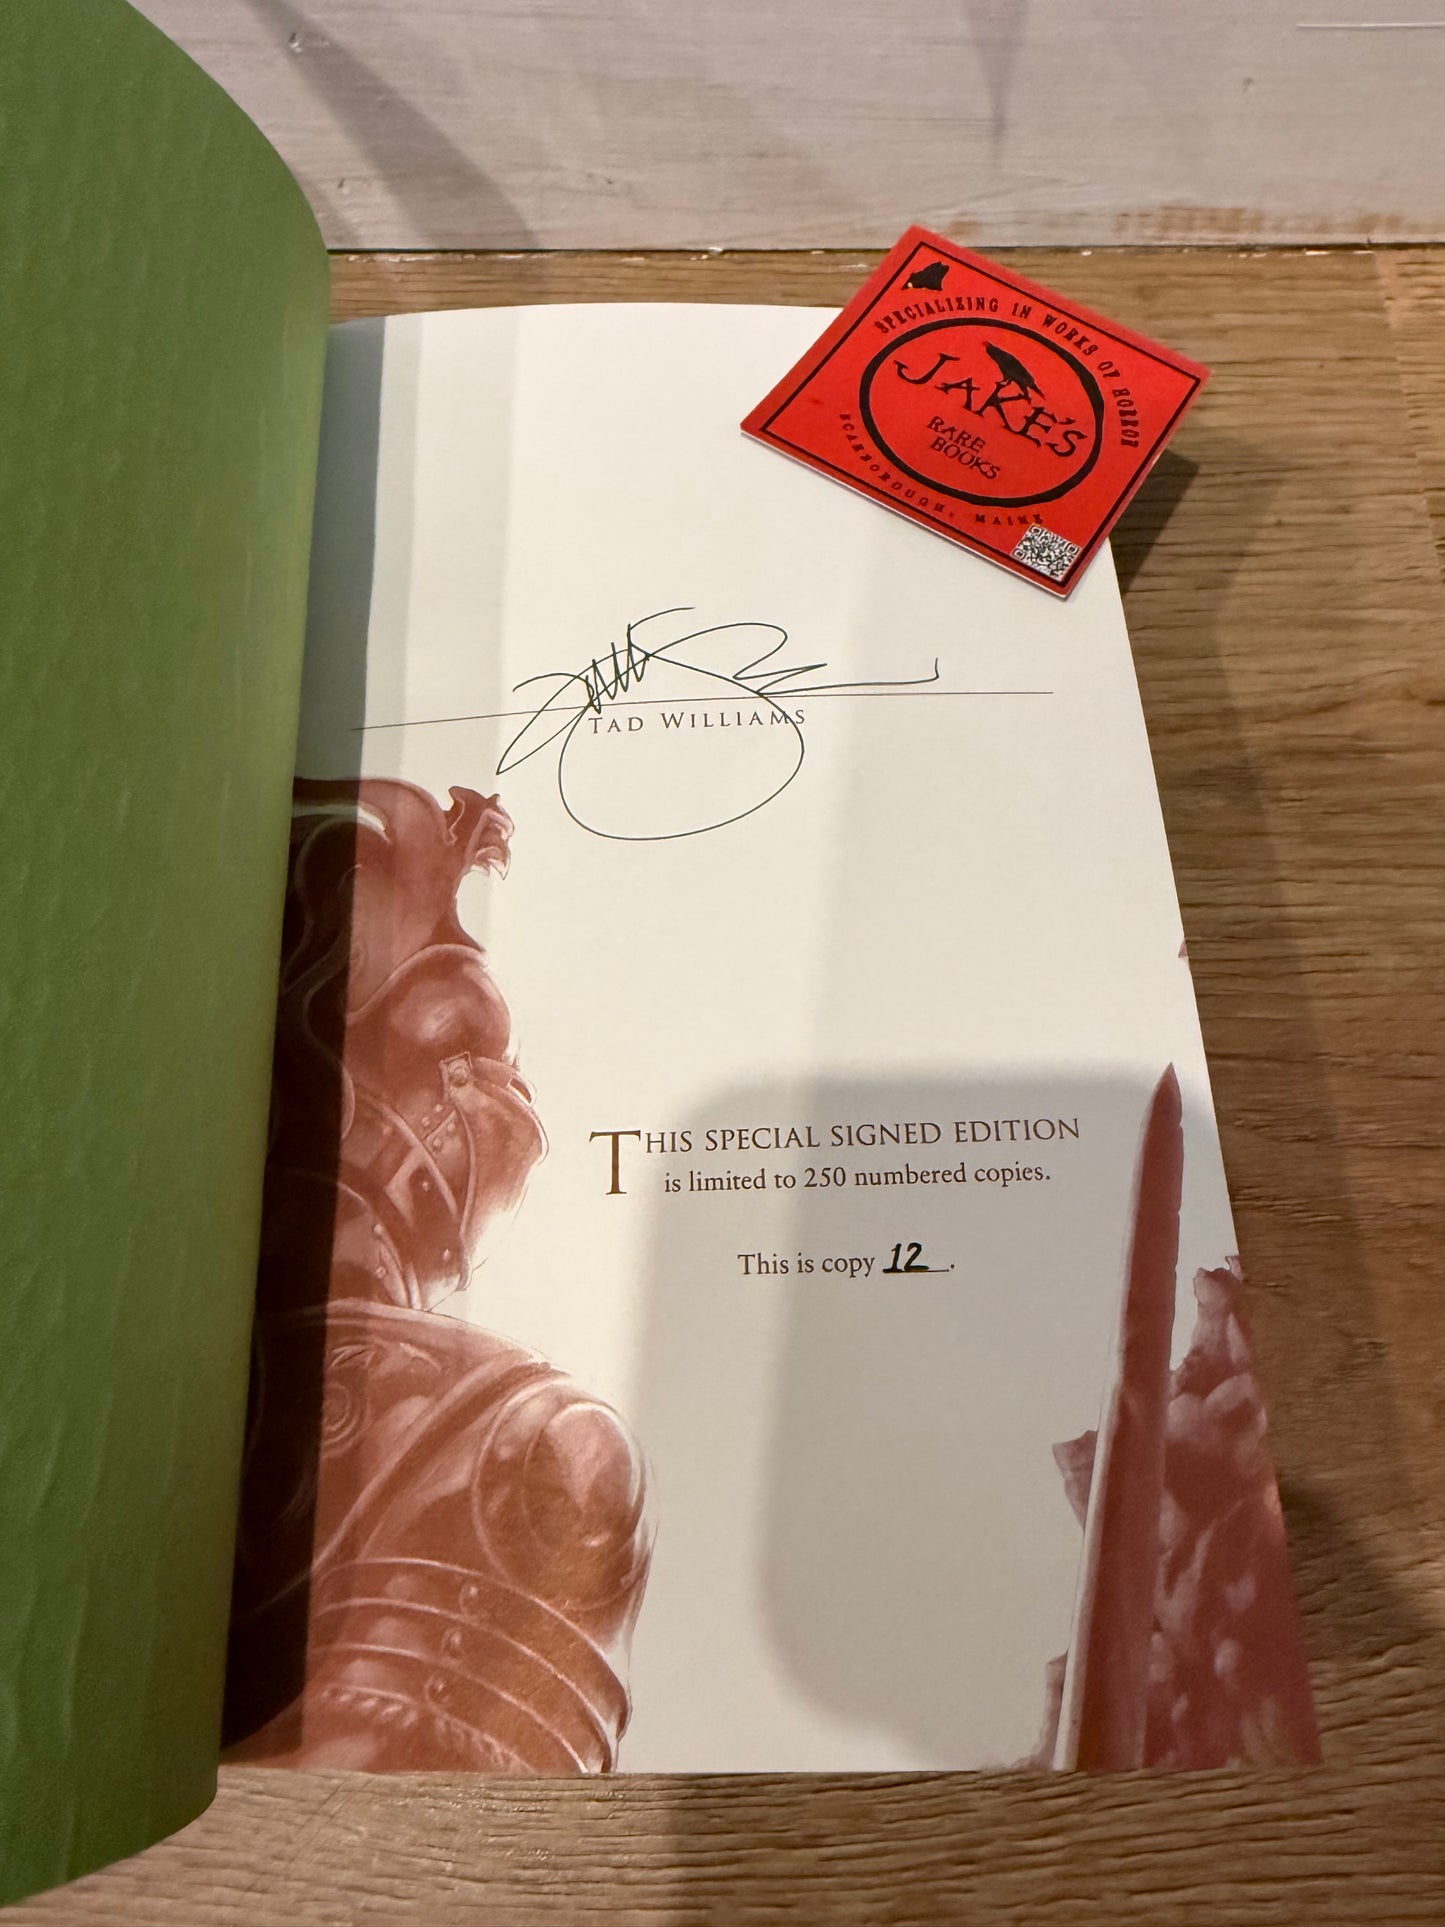 SPECIALIZING IN WORKS OF HORROR
JAKE'S
RARE
BOOKS
SCARBOROUGH, MAINE
TAD WILLIAMS
THIS SPECIAL SIGNED EDITION
is limited to 250 numbered copies.
This is copy 12.